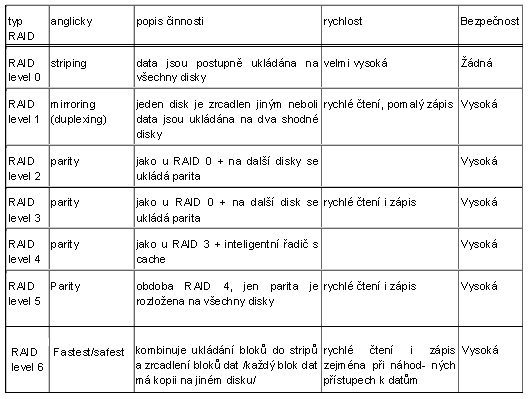 typ RAID anglicky popis činnosti rychlost Bezpečnost
RAID level 0 striping data jsou postupně ukládána na všechny disky velmi vysoká Žádná
RAID level 1 mirroring (duplexing) jeden disk je zrcadlen jiným neboli data jsou ukládána na dva shodné disky rychlé čtení, pomalý zápis Vysoká
RAID level 2 parity jako u RAID 0 + na další disky se ukládá parita Vysoká
RAID level 3 parity jako u RAID 0 + na další disk se ukládá parita rychlé čtení i zápis Vysoká
RAID level 4 parity jako u RAID 3 + inteligentní řadič s cache Vysoká
RAID level 5 Parity obdoba RAID 4, jen parita je rozložena na všechny disky rychlé čtení i zápis Vysoká
RAID level 6 Fastest/safest kombinuje ukládání bloků do stripů a zrcadlení bloků dat /každý blok dat má kopii na jiném disku/ rychlé čtení i zápis zejména při náhod- ných přístupech k datům Vysoká